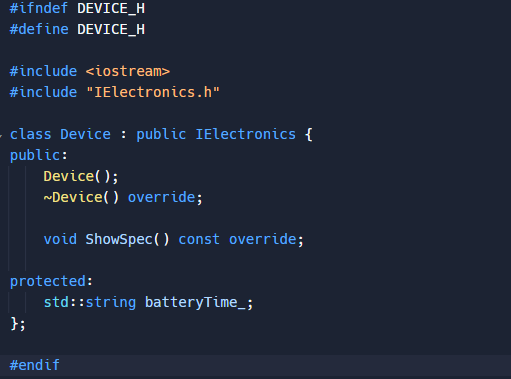 #ifndef DEVICE_H
#define DEVICE_H
#include <iostream>
#include "IElectronics.h"
class Device : public IElectronics {
public:
    Device();
    ~Device() override;
    void ShowSpec() const override;
protected:
    std::string batteryTime_;
};
#endif